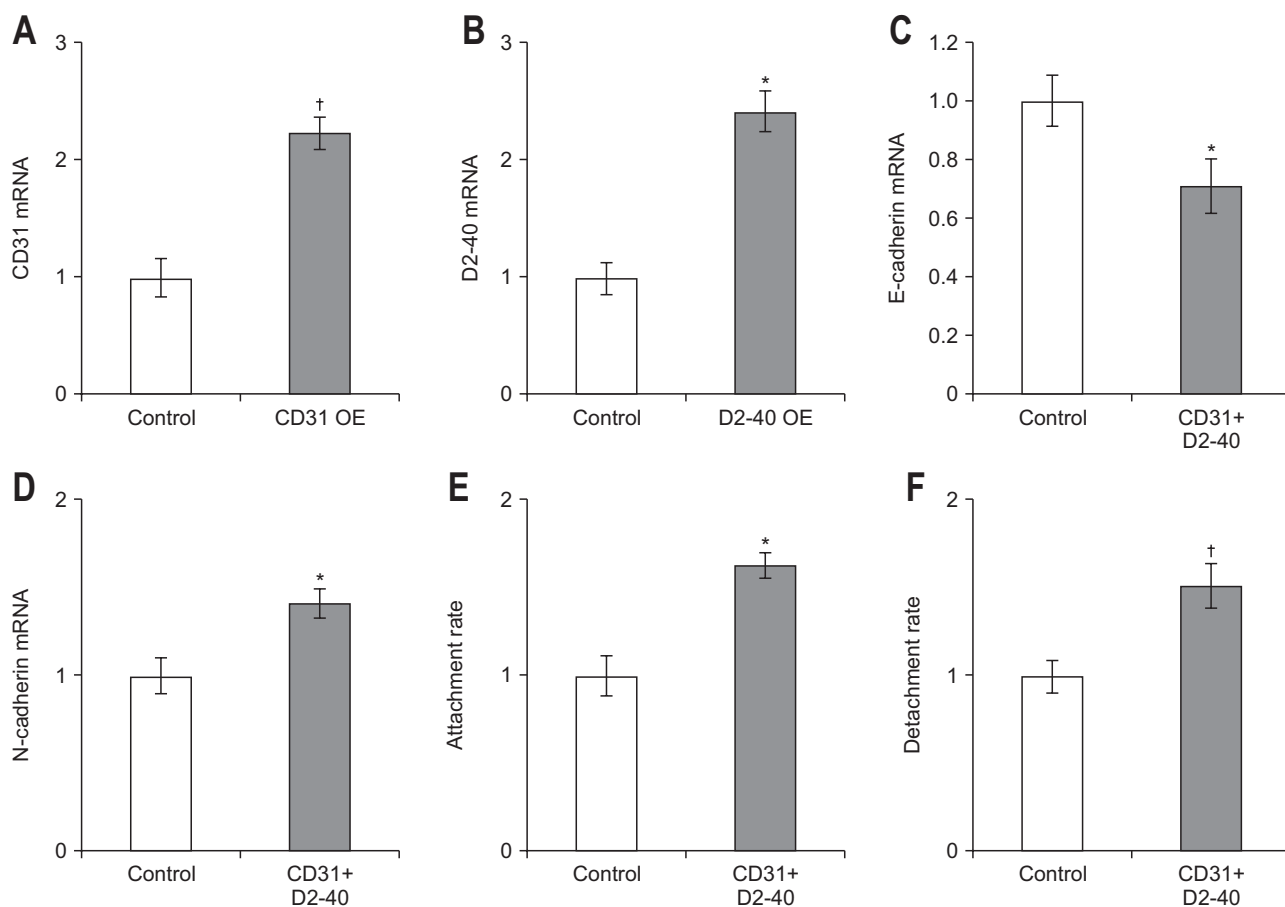 A
CD31 mRNA
3
2
1
0
†
Control
CD31 OE
B
D2-40 mRNA
3
2
1
0
*
Control
D2-40 OE
C
E-cadherin mRNA
1.2
1.0
0.8
0.6
0.4
0.2
0
*
Control
CD31+
D2-40
D
N-cadherin mRNA
2
1
0
*
Control
CD31+
D2-40
E
Attachment rate
2
1
0
*
Control
CD31+
D2-40
F
Detachment rate
2
1
0
†
Control
CD31+
D2-40